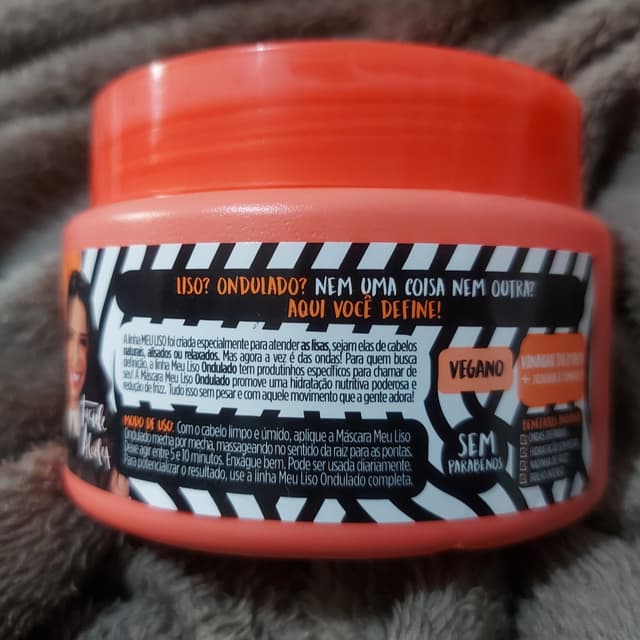 LISO? ONDULADO? NEM UMA COISA NEM OUTRA?
AQUI VOCÊ DEFINE!
A linha MEU LISO foi criada especialmente para atender as lisas, sejam elas de cabelos
naturais, alisados ou relaxados. Mas agora a vez é das ondas! Para quem busca
definição, a linha Meu Liso Ondulado tem produtinhos específicos para chamar de
seu! A Máscara Meu Liso Ondulado promove uma hidratação nutritiva poderosa e
redução de frizz. Tudo isso sem pesar e com aquele movimento que a gente adora!
MODO DE USO: Com o cabelo limpo e úmido, aplique a Máscara Meu Liso
Ondulado mecha por mecha, massageando no sentido da raiz para as pontas.
Deixe agir entre 5 e 10 minutos. Enxágue bem. Pode ser usada diariamente.
Para potencializar o resultado, use a linha Meu Liso Ondulado completa.
VEGANO
SEM
PARABENOS
VINAGRE DE